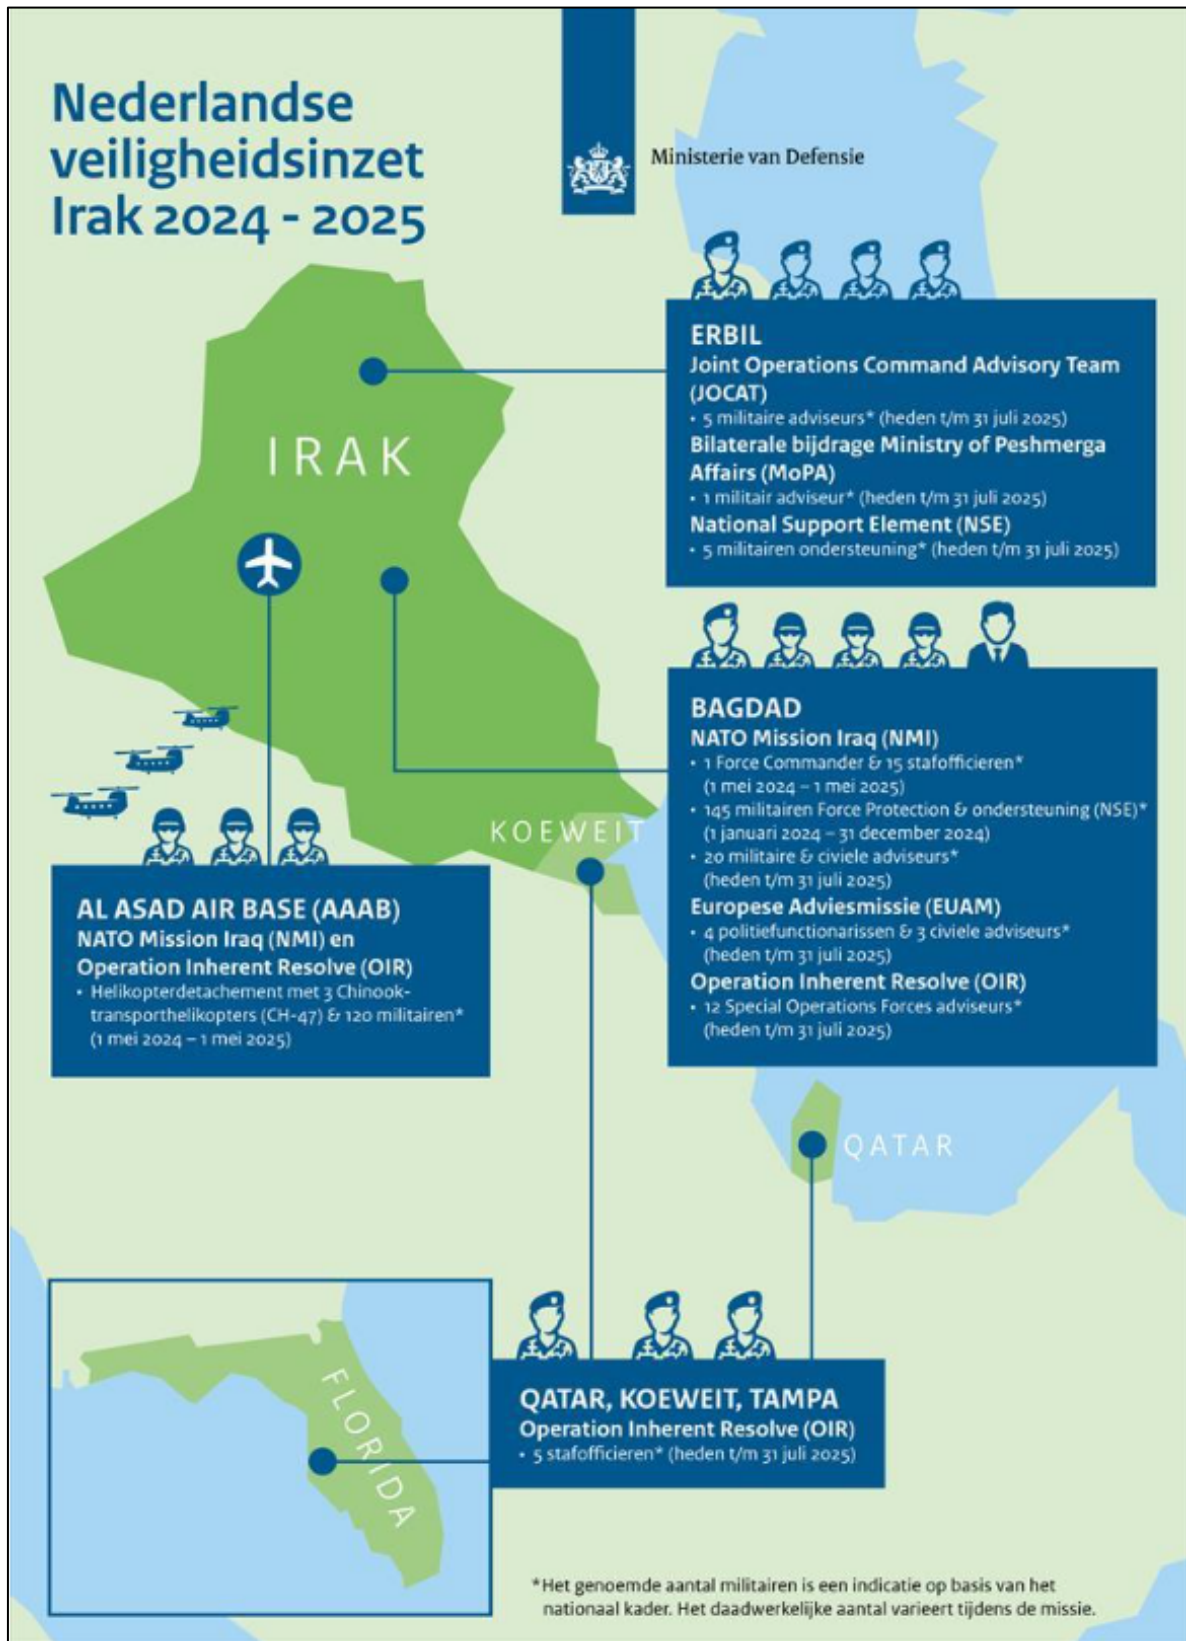 Nederlandse
veiligheidsinzet
Irak 2024 - 2025
Ministerie van Defensie
IRAK
ERBIL
Joint Operations Command Advisory Team
(JOCAT)
• 5 militaire adviseurs* (heden t/m 31 juli 2025)
Bilaterale bijdrage Ministry of Peshmerga
Affairs (MoPA)
• 1 militair adviseur* (heden t/m 31 juli 2025)
National Support Element (NSE)
• 5 militairen ondersteuning* (heden t/m 31 juli 2025)
BAGDAD
NATO Mission Iraq (NMI)
• 1 Force Commander & 15 stafofficieren*
(1 mei 2024 – 1 mei 2025)
• 145 militairen Force Protection & ondersteuning (NSE)*
(1 januari 2024 – 31 december 2024)
• 20 militaire & civiele adviseurs*
(heden t/m 31 juli 2025)
Europese Adviesmissie (EUAM)
• 4 politiefunctionarissen & 3 civiele adviseurs*
(heden t/m 31 juli 2025)
Operation Inherent Resolve (OIR)
• 12 Special Operations Forces adviseurs*
(heden t/m 31 juli 2025)
KOEWEIT
AL ASAD AIR BASE (AAAB)
NATO Mission Iraq (NMI) en
Operation Inherent Resolve (OIR)
• Helikopterdetachement met 3 Chinook-
transporthelikopters (CH-47) & 120 militairen*
(1 mei 2024 – 1 mei 2025)
QATAR
FLORIDA
QATAR, KOEWEIT, TAMPA
Operation Inherent Resolve (OIR)
• 5 stafofficieren* (heden t/m 31 juli 2025)
*Het genoemde aantal militairen is een indicatie op basis van het
nationaal kader. Het daadwerkelijke aantal varieert tijdens de missie.